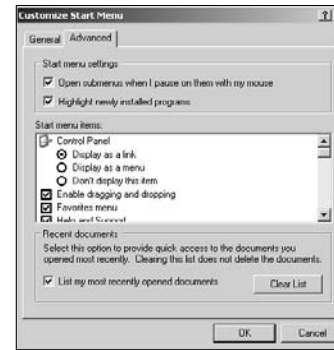 Customize Start Menu
General Advanced
Start menu settings
Open submenus when I pause on them with my mouse
Highlight newly installed programs
Start menu items:
Control Panel
Display as a link
Display as a menu
Don't display this item
Enable dragging and dropping
Favorites menu
Help and Support
Recent documents
Select this option to provide quick access to the documents you
opened most recently. Clearing this list does not delete the documents.
List my most recently opened documents Clear List
OK Cancel